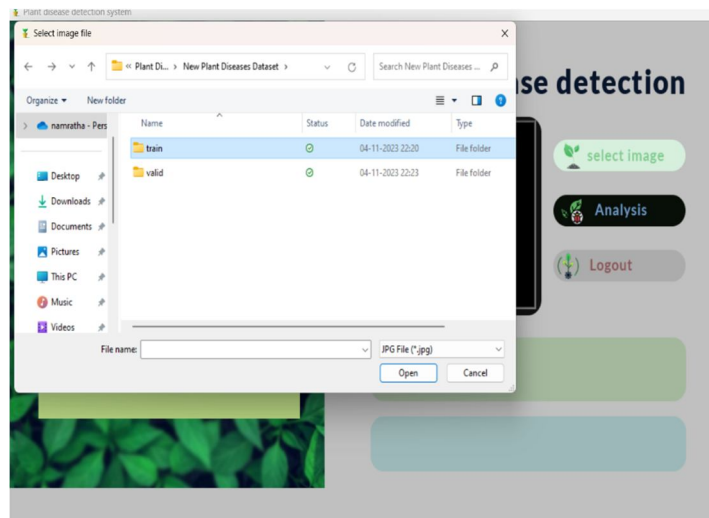 Plant disease detection system
Select image file
« Plant Di... > New Plant Diseases Dataset >
Search New Plant Diseases ...
Organize
New folder
Name Status Date modified Type
namratha - Pers
train 04-11-2023 22:20 File folder
valid 04-11-2023 22:23 File folder
Desktop
Downloads
Documents
Pictures
This PC
Music
Videos
File name:
JPG File (*.jpg)
Open
Cancel
se detection
select image
Analysis
Logout